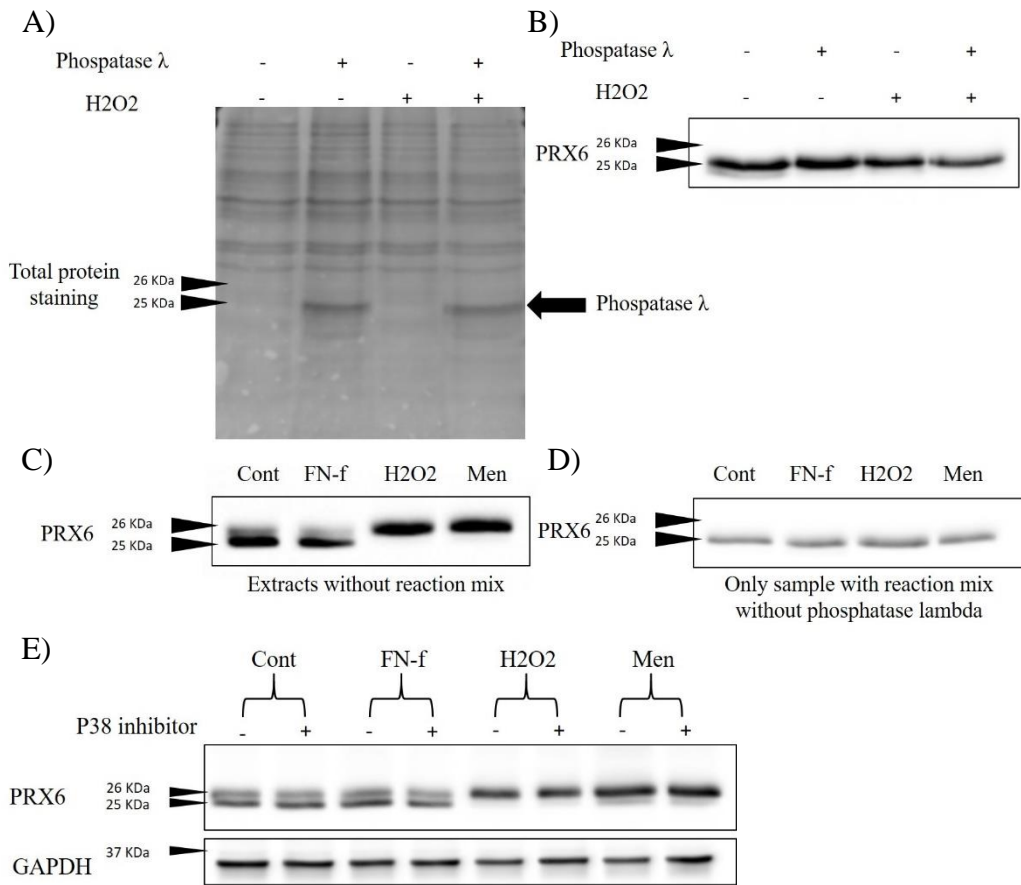 A)
Phospatase λ - + - +
H2O2 - - + +
Total protein
staining
26 KDa
25 KDa
Phospatase λ
B)
Phospatase λ - + - +
H2O2 - - + +
PRX6
26 KDa
25 KDa
C)
Cont FN-f H2O2 Men
PRX6
26 KDa
25 KDa
Extracts without reaction mix
D)
Cont FN-f H2O2 Men
PRX6
26 KDa
25 KDa
Only sample with reaction mix
without phosphatase lambda
E)
Cont FN-f H2O2 Men
P38 inhibitor - + - + - + - +
PRX6
26 KDa
25 KDa
37 KDa
GAPDH